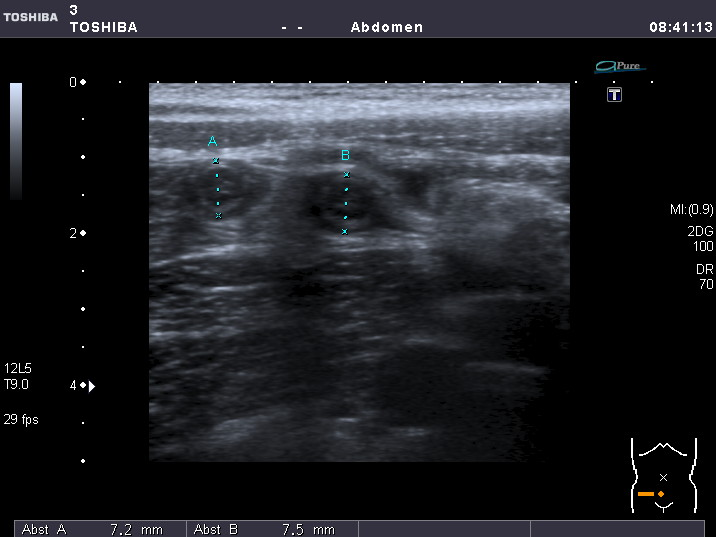 TOSHIBA
3
TOSHIBA - - Abdomen 08:41:13
aPure
T
0
A
B
2
4
MI:(0.9)
2DG
100
DR
70
12L5
T9.0
29 fps
Abst A 7.2 mm Abst B 7.5 mm